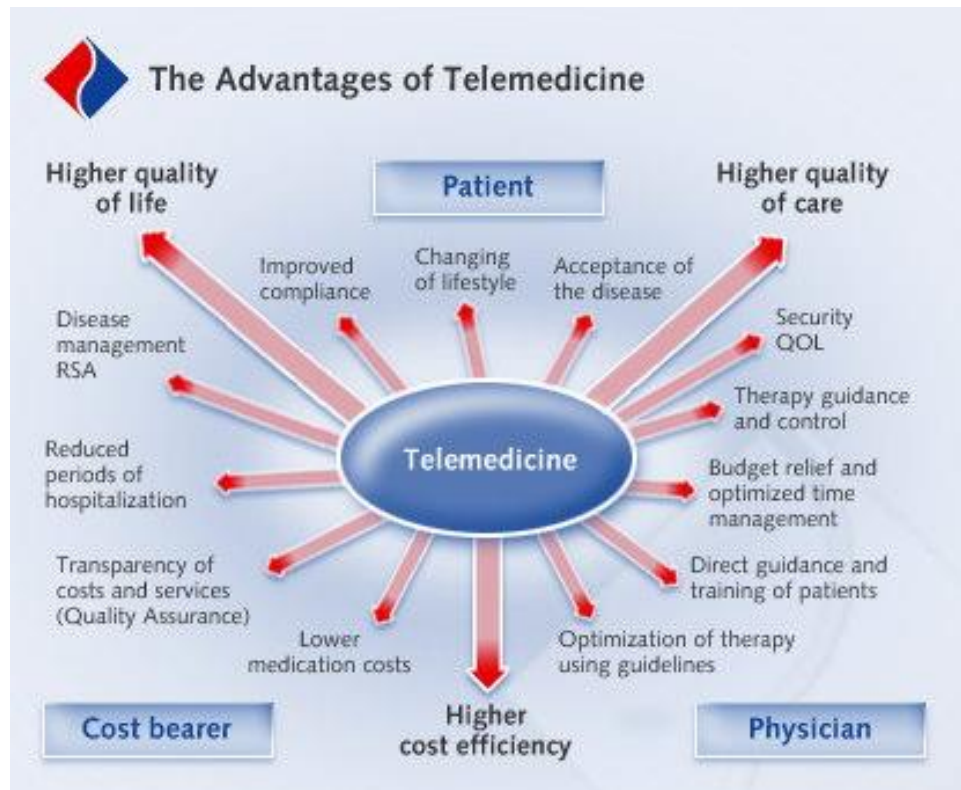 The Advantages of Telemedicine
Higher quality
of life
Patient
Higher quality
of care
Improved
compliance
Changing
of lifestyle
Acceptance of
the disease
Disease
management
RSA
Security
QOL
Therapy guidance
and control
Telemedicine
Reduced
periods of
hospitalization
Budget relief and
optimized time
management
Transparency of
costs and services
(Quality Assurance)
Direct guidance and
training of patients
Lower
medication costs
Optimization of therapy
using guidelines
Cost bearer
Higher
cost efficiency
Physician